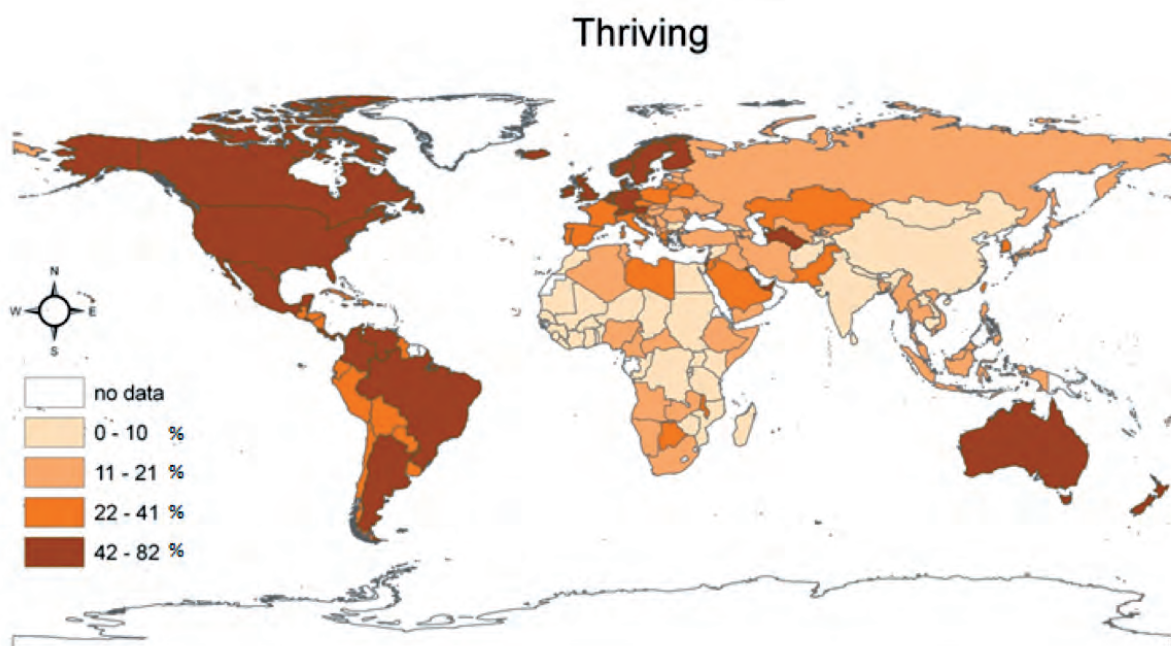 Thriving
N
W E
S
no data
0 - 10 %
11 - 21 %
22 - 41 %
42 - 82 %